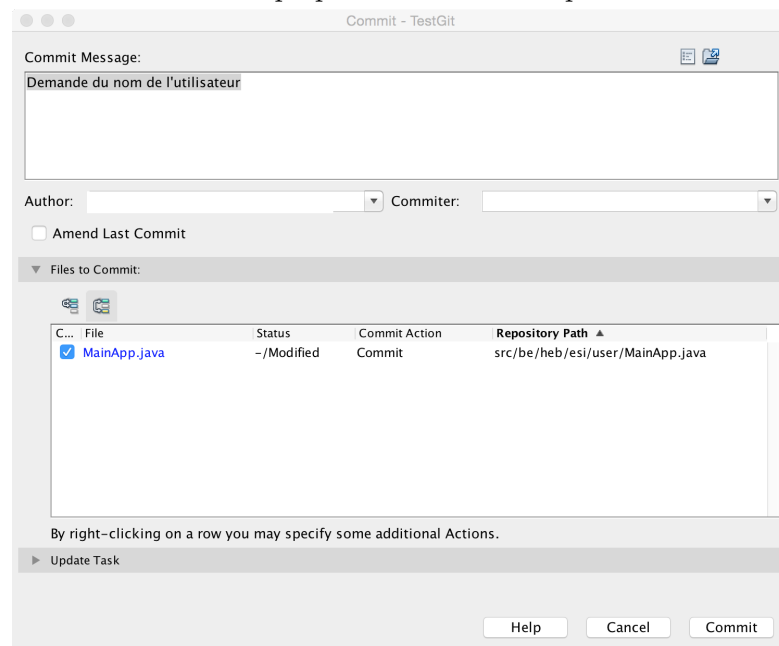 Commit - TestGit
Commit Message:
Demande du nom de l'utilisateur
Author: Commiter:
Amend Last Commit
Files to Commit:
C... File Status Commit Action Repository Path
MainApp.java -/Modified Commit src/be/heb/esi/user/MainApp.java
By right-clicking on a row you may specify some additional Actions.
Update Task
Help Cancel Commit